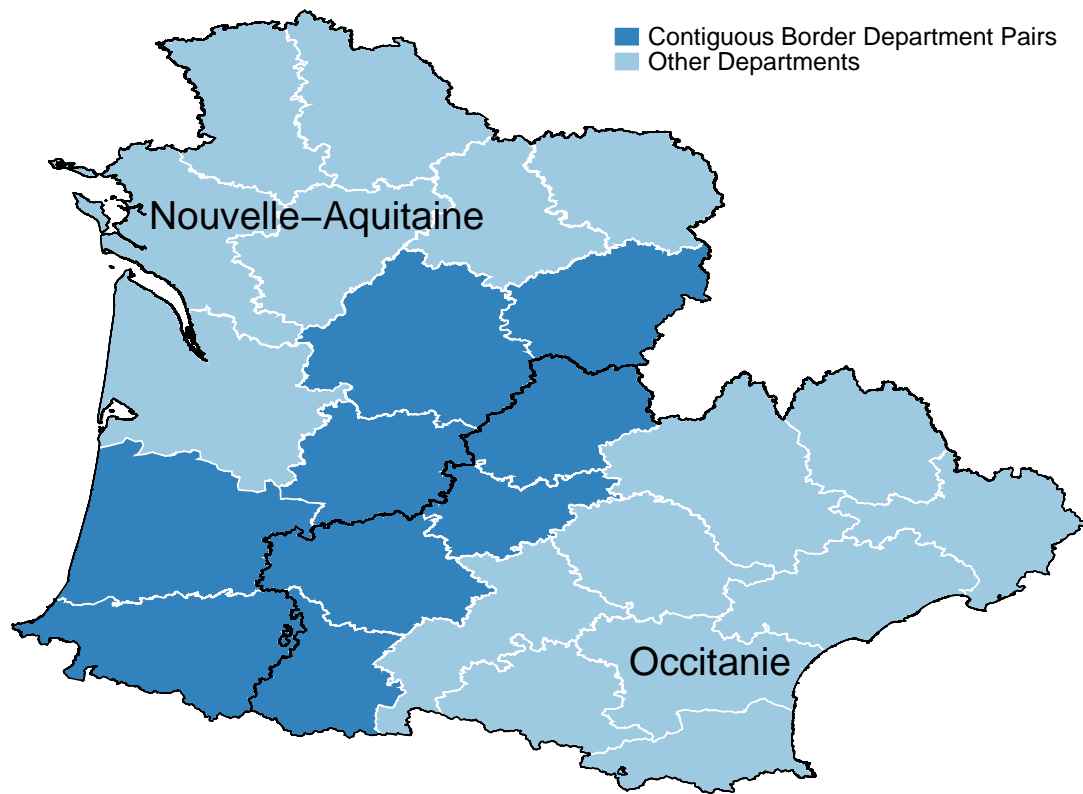 Contiguous Border Department Pairs
Other Departments
Nouvelle−Aquitaine
Occitanie